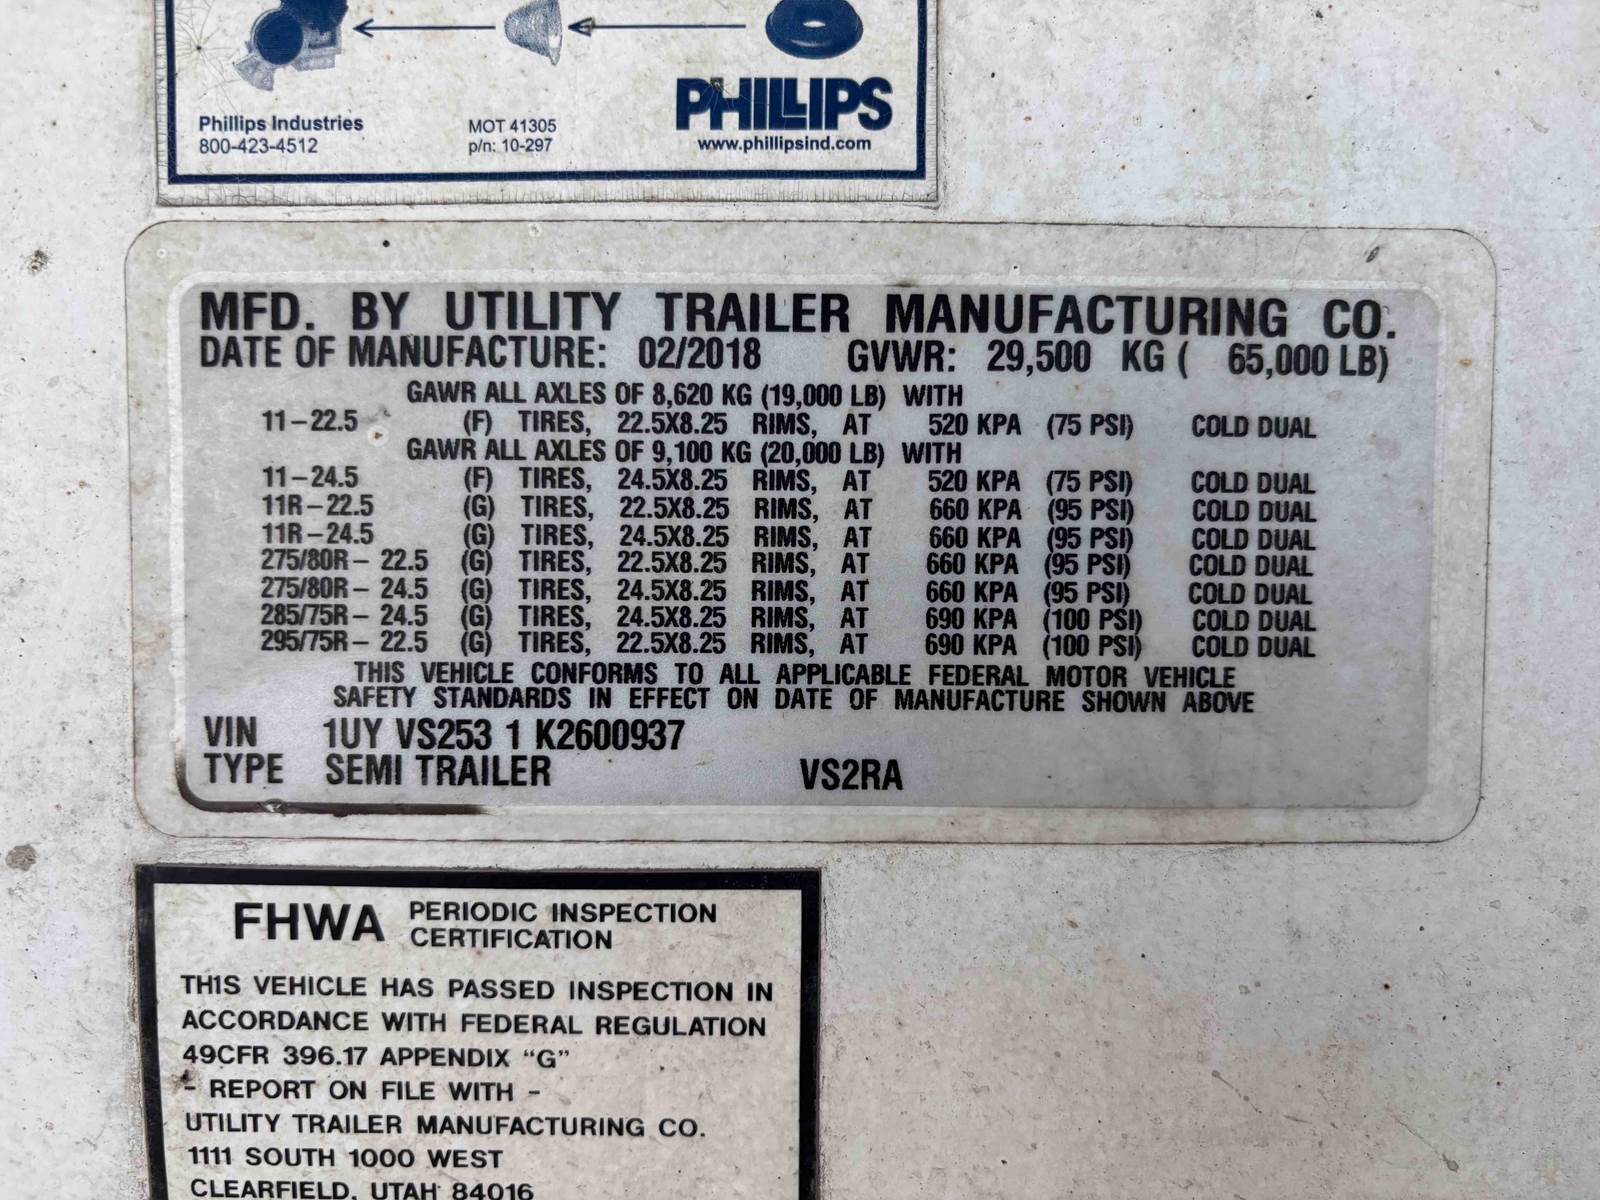 Phillips Industries
800-423-4512
MOT 41305
p/n: 10-297
PHILLIPS
www.phillipsind.com
MFD. BY UTILITY TRAILER MANUFACTURING CO.
DATE OF MANUFACTURE: 02/2018 GVWR: 29,500 KG ( 65,000 LB)
GAWR ALL AXLES OF 8,620 KG (19,000 LB) WITH
11-22.5 (F) TIRES, 22.5X8.25 RIMS, AT 520 KPA (75 PSI) COLD DUAL
GAWR ALL AXLES OF 9,100 KG (20,000 LB) WITH
11-24.5 (F) TIRES, 24.5X8.25 RIMS, AT 520 KPA (75 PSI) COLD DUAL
11R-22.5 (G) TIRES, 22.5X8.25 RIMS, AT 660 KPA (95 PSI) COLD DUAL
11R-24.5 (G) TIRES, 24.5X8.25 RIMS, AT 660 KPA (95 PSI) COLD DUAL
275/80R- 22.5 (G) TIRES, 22.5X8.25 RIMS, AT 660 KPA (95 PSI) COLD DUAL
275/80R- 24.5 (G) TIRES, 24.5X8.25 RIMS, AT 660 KPA (95 PSI) COLD DUAL
285/75R- 24.5 (G) TIRES, 24.5X8.25 RIMS, AT 690 KPA (100 PSI) COLD DUAL
295/75R- 22.5 (G) TIRES, 22.5X8.25 RIMS, AT 690 KPA (100 PSI) COLD DUAL
THIS VEHICLE CONFORMS TO ALL APPLICABLE FEDERAL MOTOR VEHICLE
SAFETY STANDARDS IN EFFECT ON DATE OF MANUFACTURE SHOWN ABOVE
VIN 1UY VS253 1 K2600937
TYPE SEMI TRAILER VS2RA
FHWA PERIODIC INSPECTION
CERTIFICATION
THIS VEHICLE HAS PASSED INSPECTION IN
ACCORDANCE WITH FEDERAL REGULATION
49CFR 396.17 APPENDIX “G”
- REPORT ON FILE WITH -
UTILITY TRAILER MANUFACTURING CO.
1111 SOUTH 1000 WEST
CLEARFIELD, UTAH 84016